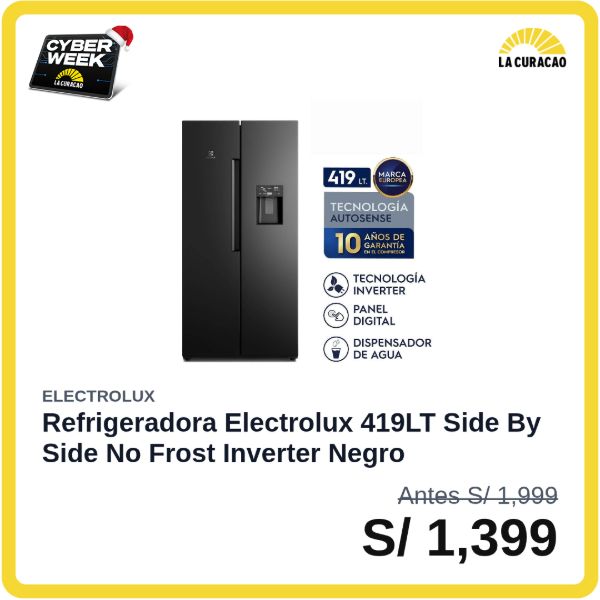 CYBER
WEEK
LA CURACAO
LA CURACAO
419 LT.
MARCA
EUROPEA
TECNOLOGÍA
AUTOSENSE
10 AÑOS DE
GARANTÍA
EN EL COMPRESOR
TECNOLOGÍA
INVERTER
PANEL
DIGITAL
DISPENSADOR
DE AGUA
ELECTROLUX
Refrigeradora Electrolux 419LT Side By
Side No Frost Inverter Negro
Antes S/ 1,999
S/ 1,399